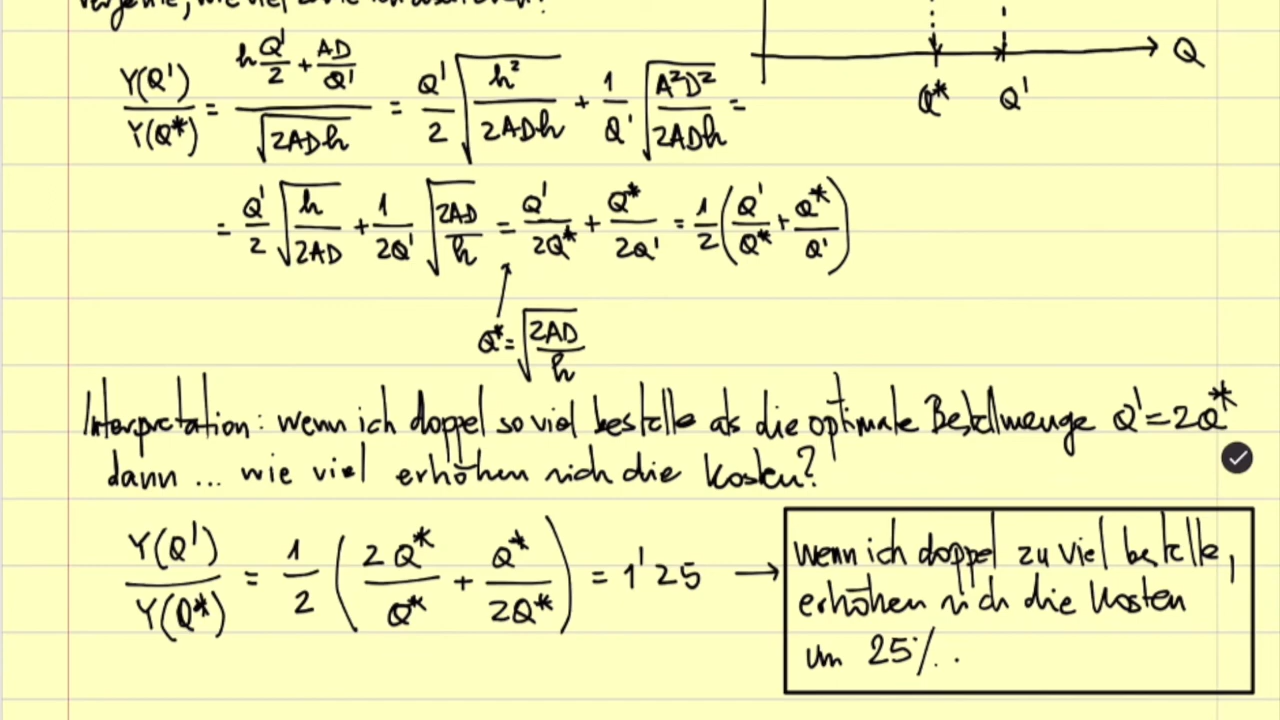 wie viel
Q* Q' Q
Y(Q')/Y(Q*) = (h Q'/2 + AD/Q')/√(2ADh) = Q'/2 √(h²/(2ADh)) + 1/Q' √(A²D²/(2ADh)) =
= Q'/2 √(h/(2AD)) + 1/(2Q') √(2AD/h) = Q'/(2Q*) + Q*/(2Q') = 1/2 (Q'/Q* + Q*/Q')
Q* = √(2AD/h)
Interpretation: wenn ich doppel so viel bestelle als die optimale Bestellmenge Q' = 2Q*
dann ... wie viel erhöhen sich die Kosten?
Y(Q')/Y(Q*) = 1/2 (2Q*/Q* + Q*/(2Q*)) = 1'25 →
wenn ich doppel zu viel bestelle,
erhöhen sich die Kosten
um 25%.